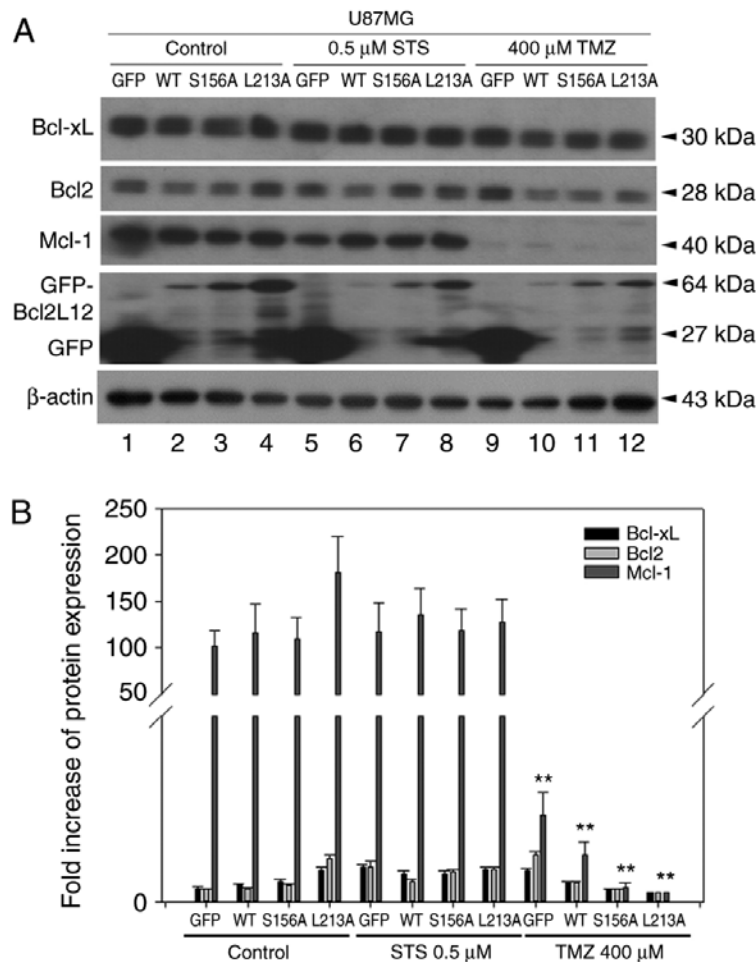 A
U87MG
Control 0.5 μM STS 400 μM TMZ
GFP WT S156A L213A GFP WT S156A L213A GFP WT S156A L213A
Bcl-xL 30 kDa
Bcl2 28 kDa
Mcl-1 40 kDa
GFP- 64 kDa
Bcl2L12
GFP 27 kDa
β-actin 43 kDa
1 2 3 4 5 6 7 8 9 10 11 12
B
Fold increase of protein expression
250
200
150
100
50
0
Bcl-xL
Bcl2
Mcl-1
** ** ** **
GFP WT S156A L213A GFP WT S156A L213A GFP WT S156A L213A
Control STS 0.5 μM TMZ 400 μM